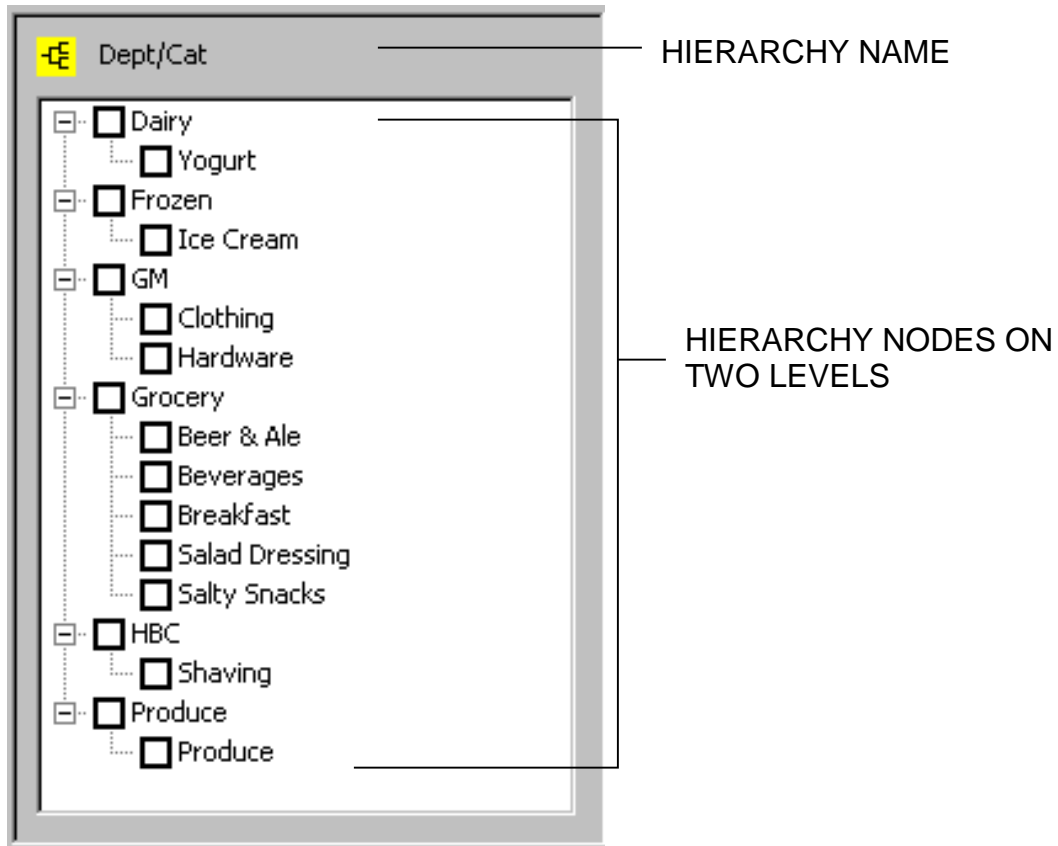 Dept/Cat
HIERARCHY NAME
Dairy
Yogurt
Frozen
Ice Cream
GM
Clothing
Hardware
HIERARCHY NODES ON
TWO LEVELS
Grocery
Beer & Ale
Beverages
Breakfast
Salad Dressing
Salty Snacks
HBC
Shaving
Produce
Produce